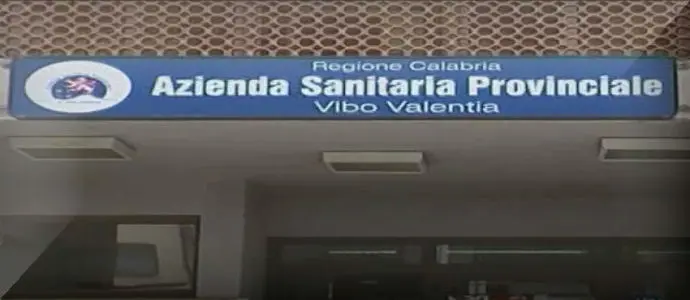 Regione Calabria
Azienda Sanitaria Provinciale
Vibo Valentia